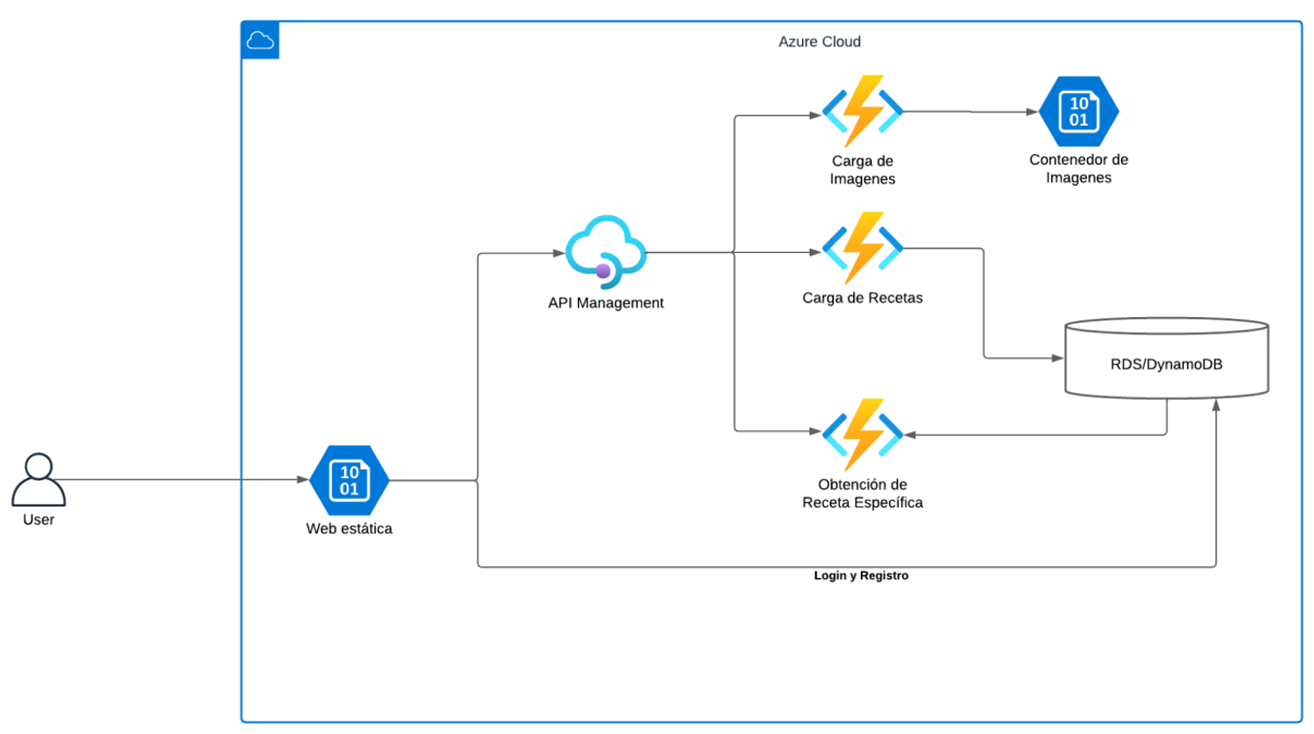 Azure Cloud
10
01
Carga de
Imagenes
Contenedor de
Imagenes
API Management
Carga de Recetas
RDS/DynamoDB
10
01
Obtención de
Receta Específica
User
Web estática
Login y Registro